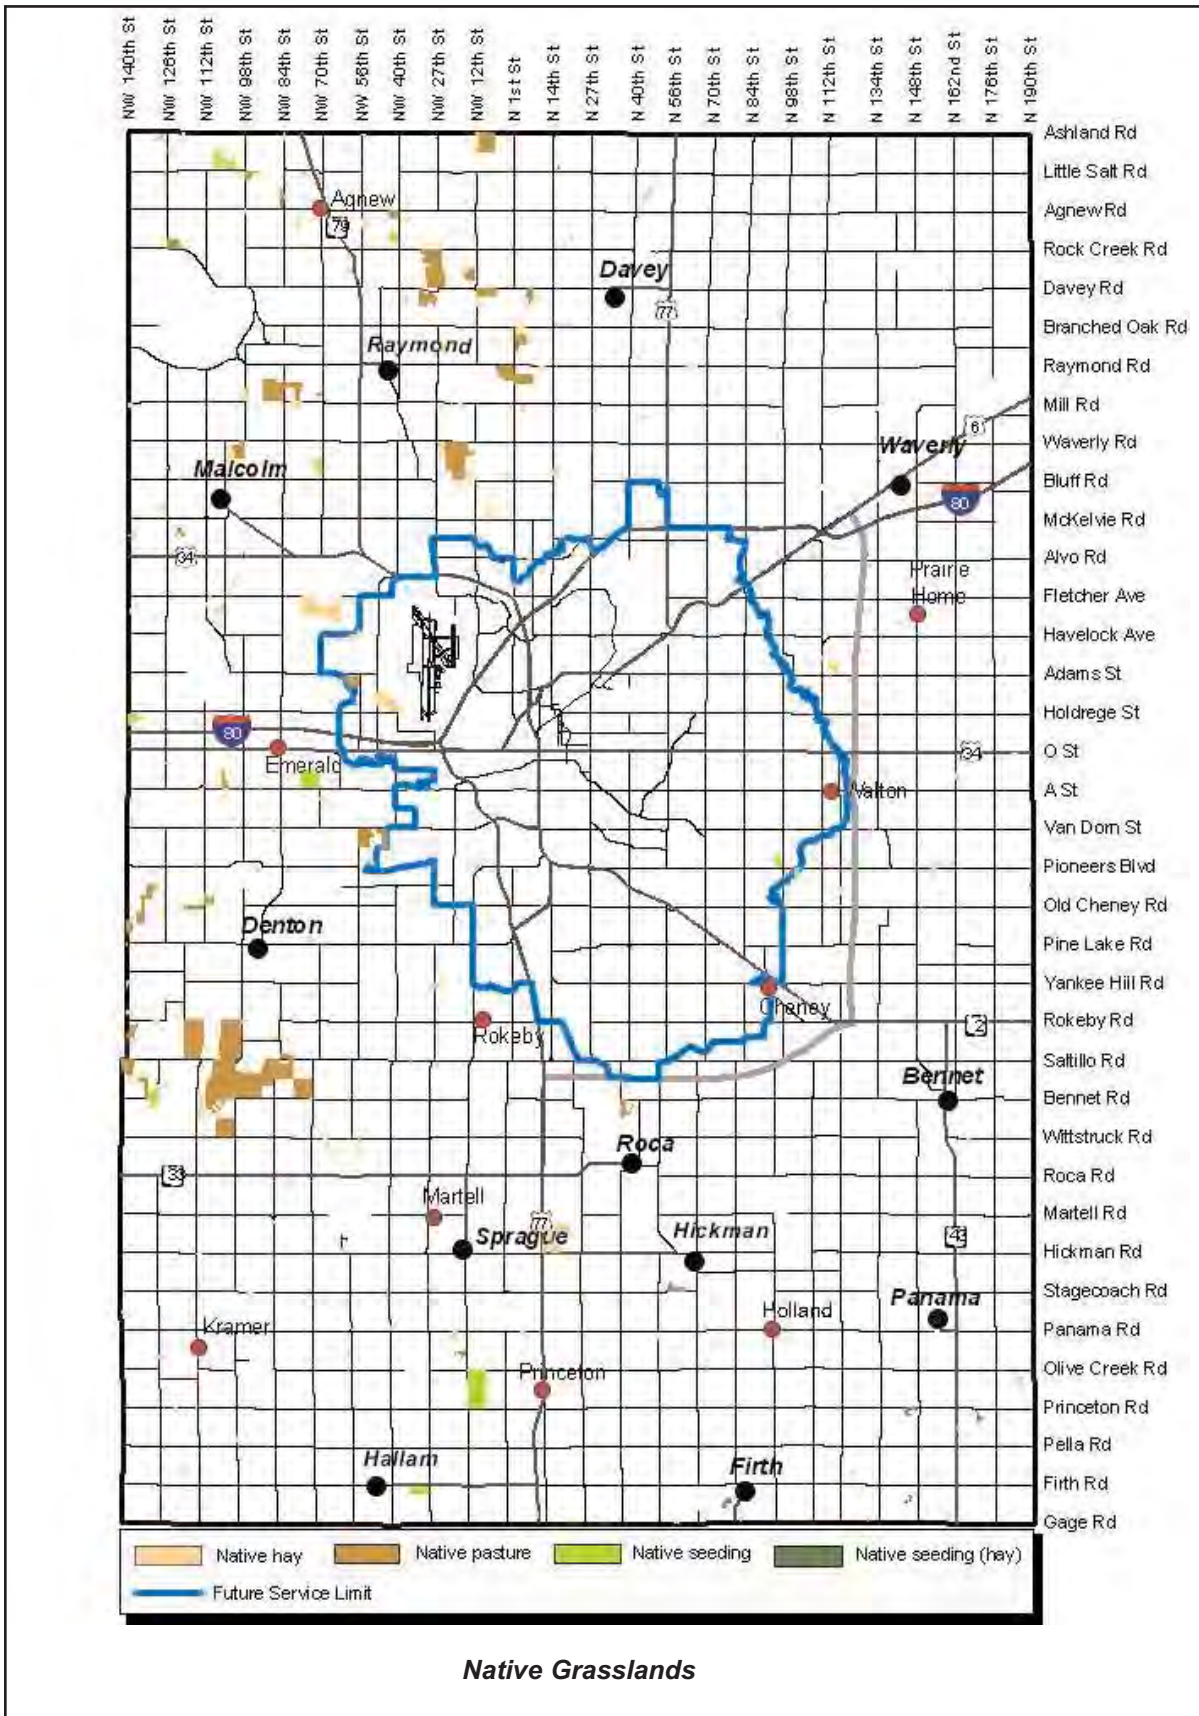 NW 140th St
NW 126th St
NW 112th St
NW 98th St
NW 84th St
NW 70th St
NW 56th St
NW 40th St
NW 27th St
NW 12th St
N 1st St
N 14th St
N 27th St
N 40th St
N 56th St
N 70th St
N 84th St
N 98th St
N 112th St
N 134th St
N 148th St
N 162nd St
N 176th St
N 190th St
Ashland Rd
Little Salt Rd
Agnew
Agnew Rd
79
Rock Creek Rd
Davey
Davey Rd
77
Branched Oak Rd
Raymond
Raymond Rd
Mill Rd
6
Waverly
Waverly Rd
Malcolm
Bluff Rd
80
McKelvie Rd
34
Alvo Rd
Prairie
Home
Fletcher Ave
Havelock Ave
Adams St
Holdrege St
80
O St
34
Emerald
A St
Walton
Van Dorn St
Pioneers Blvd
Old Cheney Rd
Denton
Pine Lake Rd
Yankee Hill Rd
Cheney
Rokeby
Rokeby Rd
2
Saltillo Rd
Bennet
Bennet Rd
Wittstruck Rd
Roca
Roca Rd
33
Martell
Martell Rd
77
Sprague
Hickman
43
Hickman Rd
Stagecoach Rd
Panama
Holland
Kramer
Panama Rd
Olive Creek Rd
Princeton
Princeton Rd
Pella Rd
Hallam
Firth
Firth Rd
Gage Rd
Native hay
Native pasture
Native seeding
Native seeding (hay)
Future Service Limit
Native Grasslands